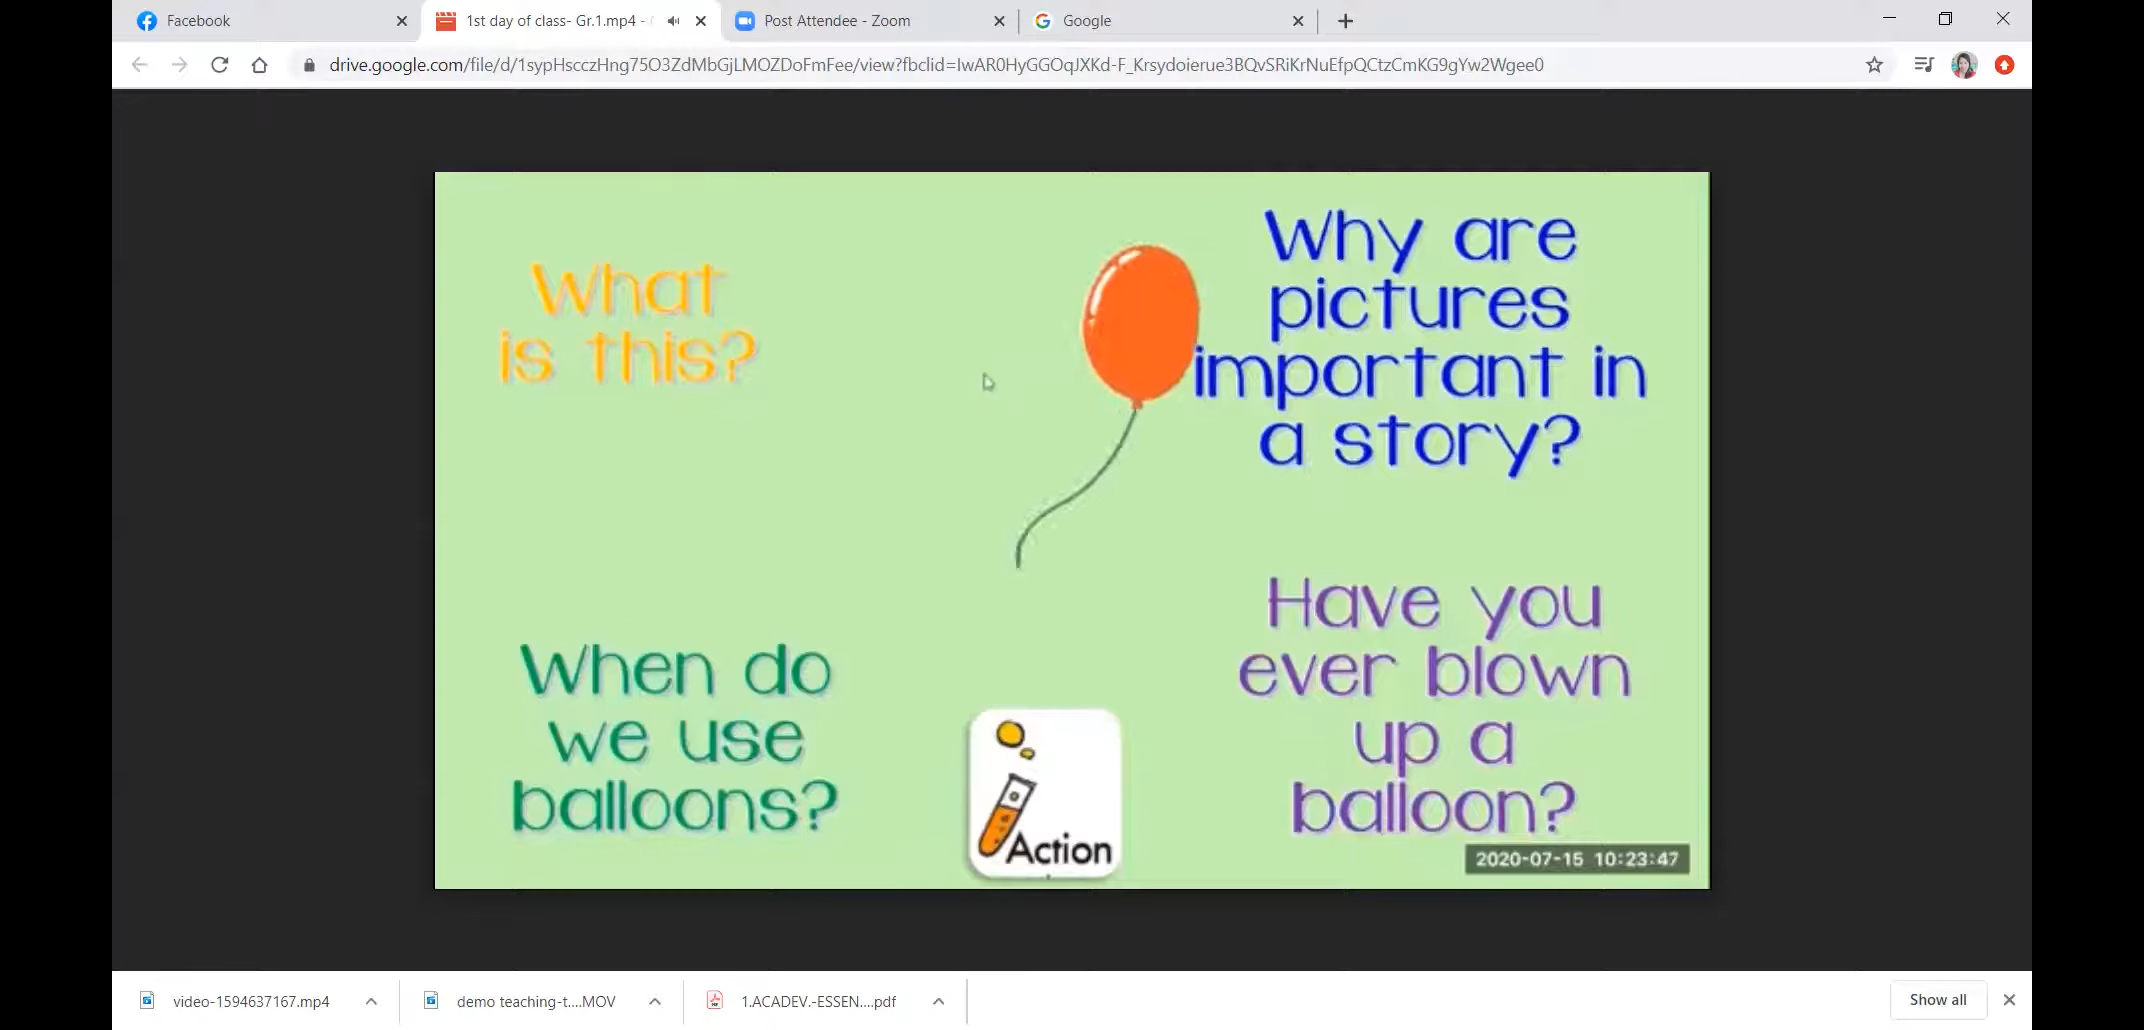 Facebook
1st day of class- Gr.1.mp4 -
Post Attendee - Zoom
Google
drive.google.com/file/d/1sypHscczHng75O3ZdMbGjLMOZDoFmFee/view?fbclid=IwAR0HyGGOqJXKd-F_Krsydoierue3BQvSRiKrNuEfpQCtzCmKG9gYw2Wgee0
What
is this?
Why are
pictures
important in
a story?
When do
we use
balloons?
Action
Have you
ever blown
up a
balloon?
2020-07-15 10:23:47
video-1594637167.mp4
demo teaching-t....MOV
1.ACADEV.-ESSEN....pdf
Show all